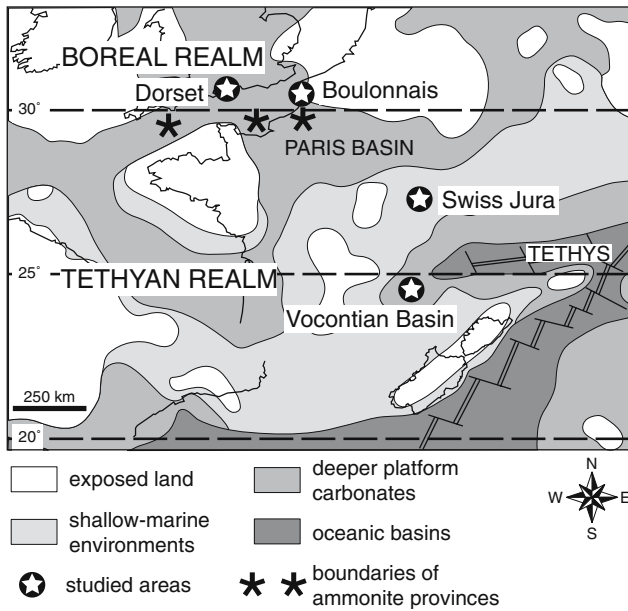 BOREAL REALM
Dorset
Boulonnais
30°
PARIS BASIN
Swiss Jura
TETHYS
25°
TETHYAN REALM
Vocontian Basin
250 km
20°
exposed land
deeper platform
carbonates
shallow-marine
environments
oceanic basins
studied areas
boundaries of
ammonite provinces
N
W
E
S